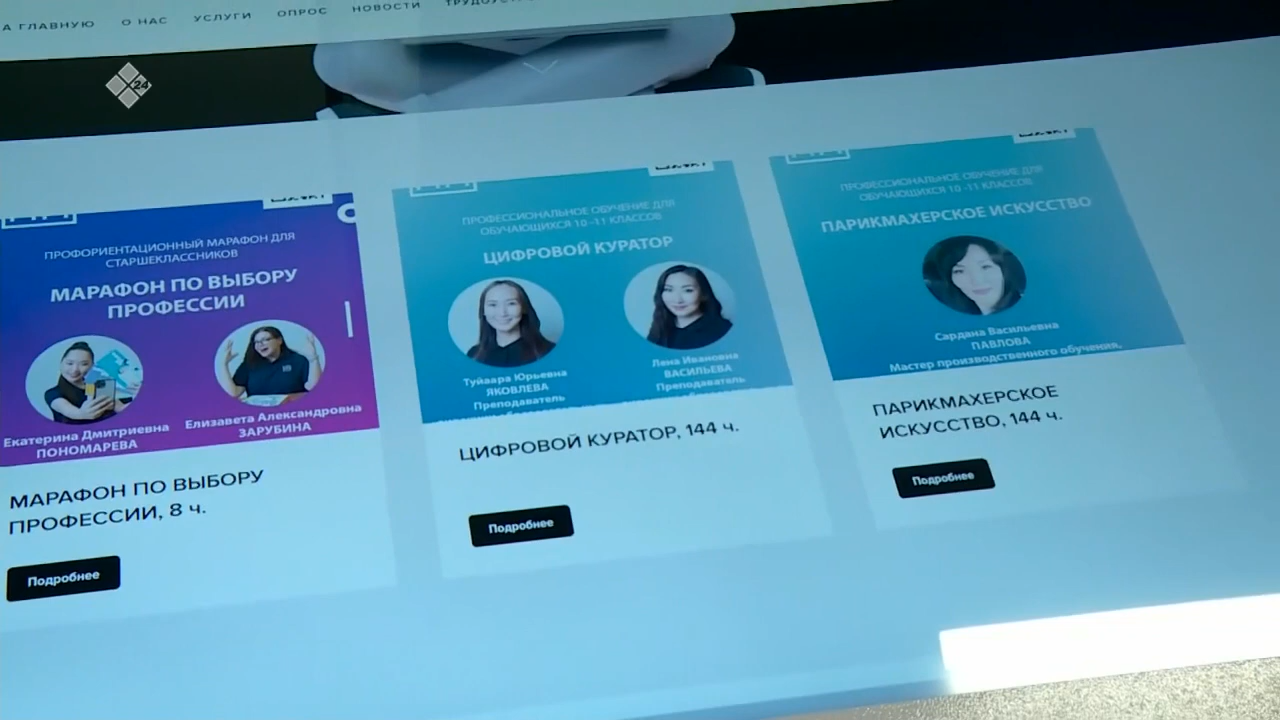 А ГЛАВНУЮ О НАС УСЛУГИ ОПРОС НОВОСТИ
24
ПРОФОРИЕНТАЦИОННЫЙ МАРАФОН ДЛЯ
СТАРШЕКЛАССНИКОВ
МАРАФОН ПО ВЫБОРУ
ПРОФЕССИИ
Екатерина Дмитриевна
ПОНОМАРЕВА
Елизавета Александровна
ЗАРУБИНА
МАРАФОН ПО ВЫБОРУ
ПРОФЕССИИ, 8 ч.
Подробнее
ПРОФЕССИОНАЛЬНОЕ ОБУЧЕНИЕ ДЛЯ
ОБУЧАЮЩИХСЯ 10 -11 КЛАССОВ
ЦИФРОВОЙ КУРАТОР
Туйаара Юрьевна
ЯКОВЛЕВА
Преподаватель
Лена Ивановна
ВАСИЛЬЕВА
Преподаватель
ЦИФРОВОЙ КУРАТОР, 144 ч.
Подробнее
ПРОФЕССИОНАЛЬНОЕ ОБУЧЕНИЕ ДЛЯ
ОБУЧАЮЩИХСЯ 10 -11 КЛАССОВ
ПАРИКМАХЕРСКОЕ ИСКУССТВО
Сардана Васильевна
ПАВЛОВА
Мастер производственного обучения,
ПАРИКМАХЕРСКОЕ
ИСКУССТВО, 144 ч.
Подробнее